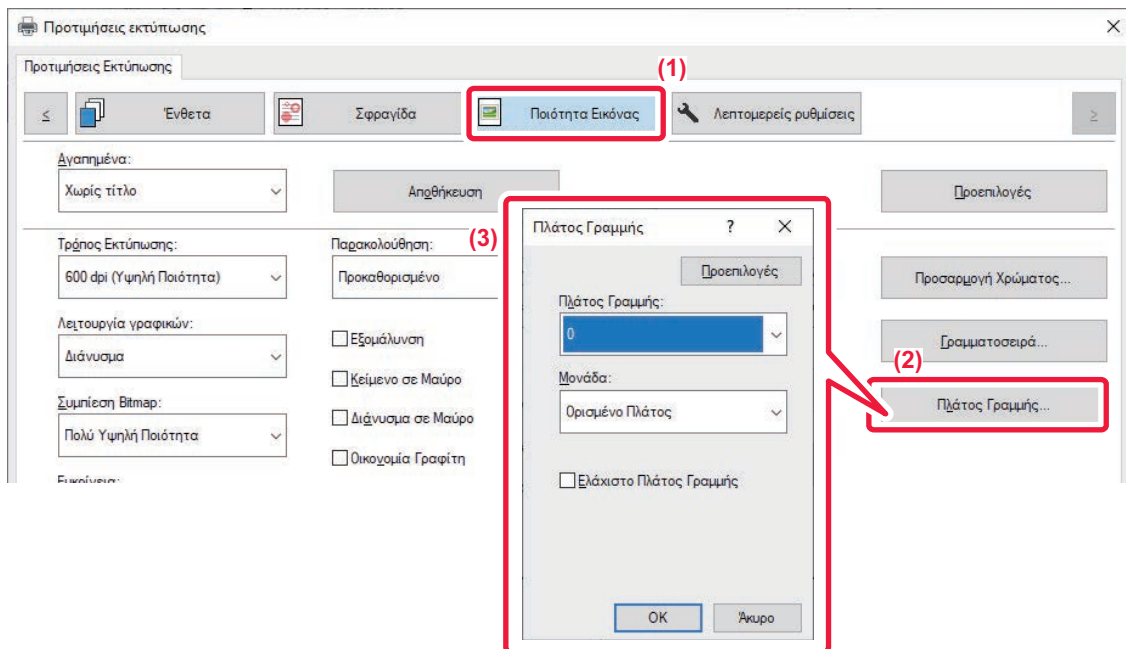 Προτιμήσεις εκτύπωσης
Προτιμήσεις Εκτύπωσης
(1)
≤ Ένθετα Σφραγίδα Ποιότητα Εικόνας Λεπτομερείς ρυθμίσεις ≥
Αγαπημένα:
Χωρίς τίτλο Αποθήκευση Προεπιλογές
Τρόπος Εκτύπωσης: Παρακολούθηση:
600 dpi (Υψηλή Ποιότητα) Προκαθορισμένο Προσαρμογή Χρώματος...
Λειτουργία γραφικών:
Διάνυσμα Εξομάλυνση Γραμματοσειρά...
Κείμενο σε Μαύρο
Συμπίεση Bitmap: Διάνυσμα σε Μαύρο (2) Πλάτος Γραμμής...
Πολύ Υψηλή Ποιότητα Οικονομία Γραφίτη
Ευκρίνεια:
(3)
Πλάτος Γραμμής ?
Προεπιλογές
Πλάτος Γραμμής:
0
Μονάδα:
Ορισμένο Πλάτος
Ελάχιστο Πλάτος Γραμμής
OK Άκυρο